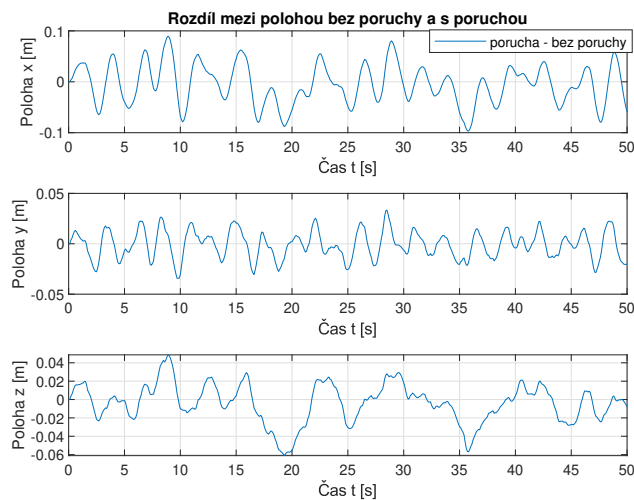 Rozdíl mezi polohou bez poruchy a s poruchou
porucha - bez poruchy
Poloha x [m]
0.1
0
-0.1
0 5 10 15 20 25 30 35 40 45 50
Čas t [s]
Poloha y [m]
0.05
0
-0.05
0 5 10 15 20 25 30 35 40 45 50
Čas t [s]
Poloha z [m]
0.04
0.02
0
-0.02
-0.04
-0.06
0 5 10 15 20 25 30 35 40 45 50
Čas t [s]